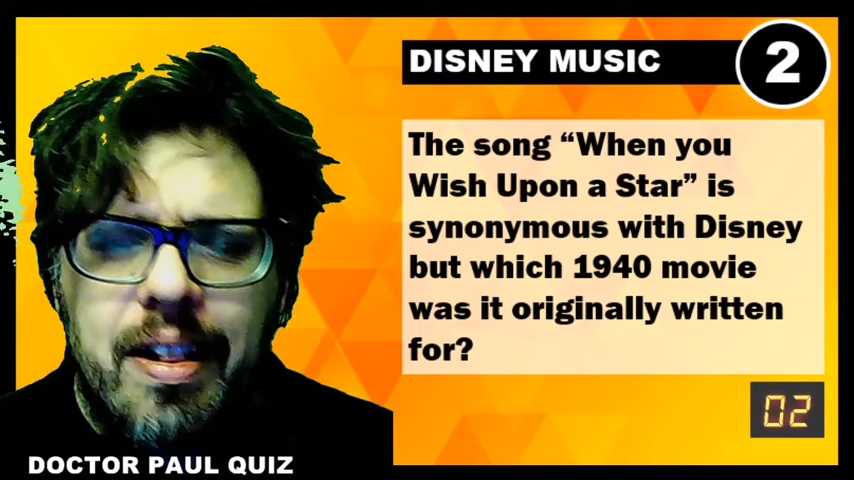 DISNEY MUSIC
2
The song “When you
Wish Upon a Star” is
synonymous with Disney
but which 1940 movie
was it originally written
for?
02
DOCTOR PAUL QUIZ